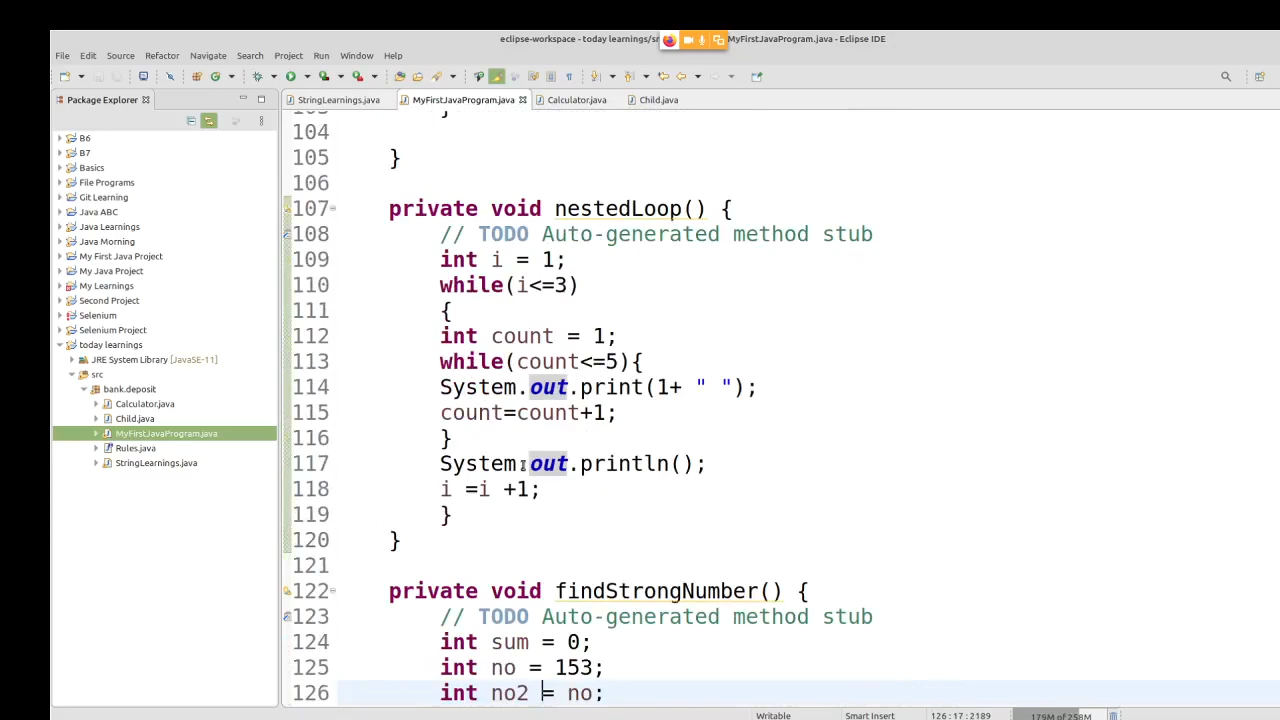 eclipse-workspace - today learnings/sr MyFirstJavaProgram.java - Eclipse IDE
File Edit Source Refactor Navigate Search Project Run Window Help
Package Explorer
StringLearnings.java MyFirstJavaProgram.java Calculator.java Child.java
B6
B7
Basics
File Programs
Git Learning
Java ABC
Java Learnings
Java Morning
My First Java Project
My Java Project
My Learnings
Second Project
Selenium
Selenium Project
today learnings
JRE System Library [JavaSE-11]
src
bank.deposit
Calculator.java
Child.java
MyFirstJavaProgram.java
Rules.java
StringLearnings.java
103 }
104
105 }
106
107 private void nestedLoop() {
108 // TODO Auto-generated method stub
109 int i = 1;
110 while(i<=3)
111 {
112 int count = 1;
113 while(count<=5){
114 System.out.print(1+ " ");
115 count=count+1;
116 }
117 System.out.println();
118 i =i +1;
119 }
120 }
121
122 private void findStrongNumber() {
123 // TODO Auto-generated method stub
124 int sum = 0;
125 int no = 153;
126 int no2 = no;
Writable Smart Insert 126:17:2189 179M of 258M